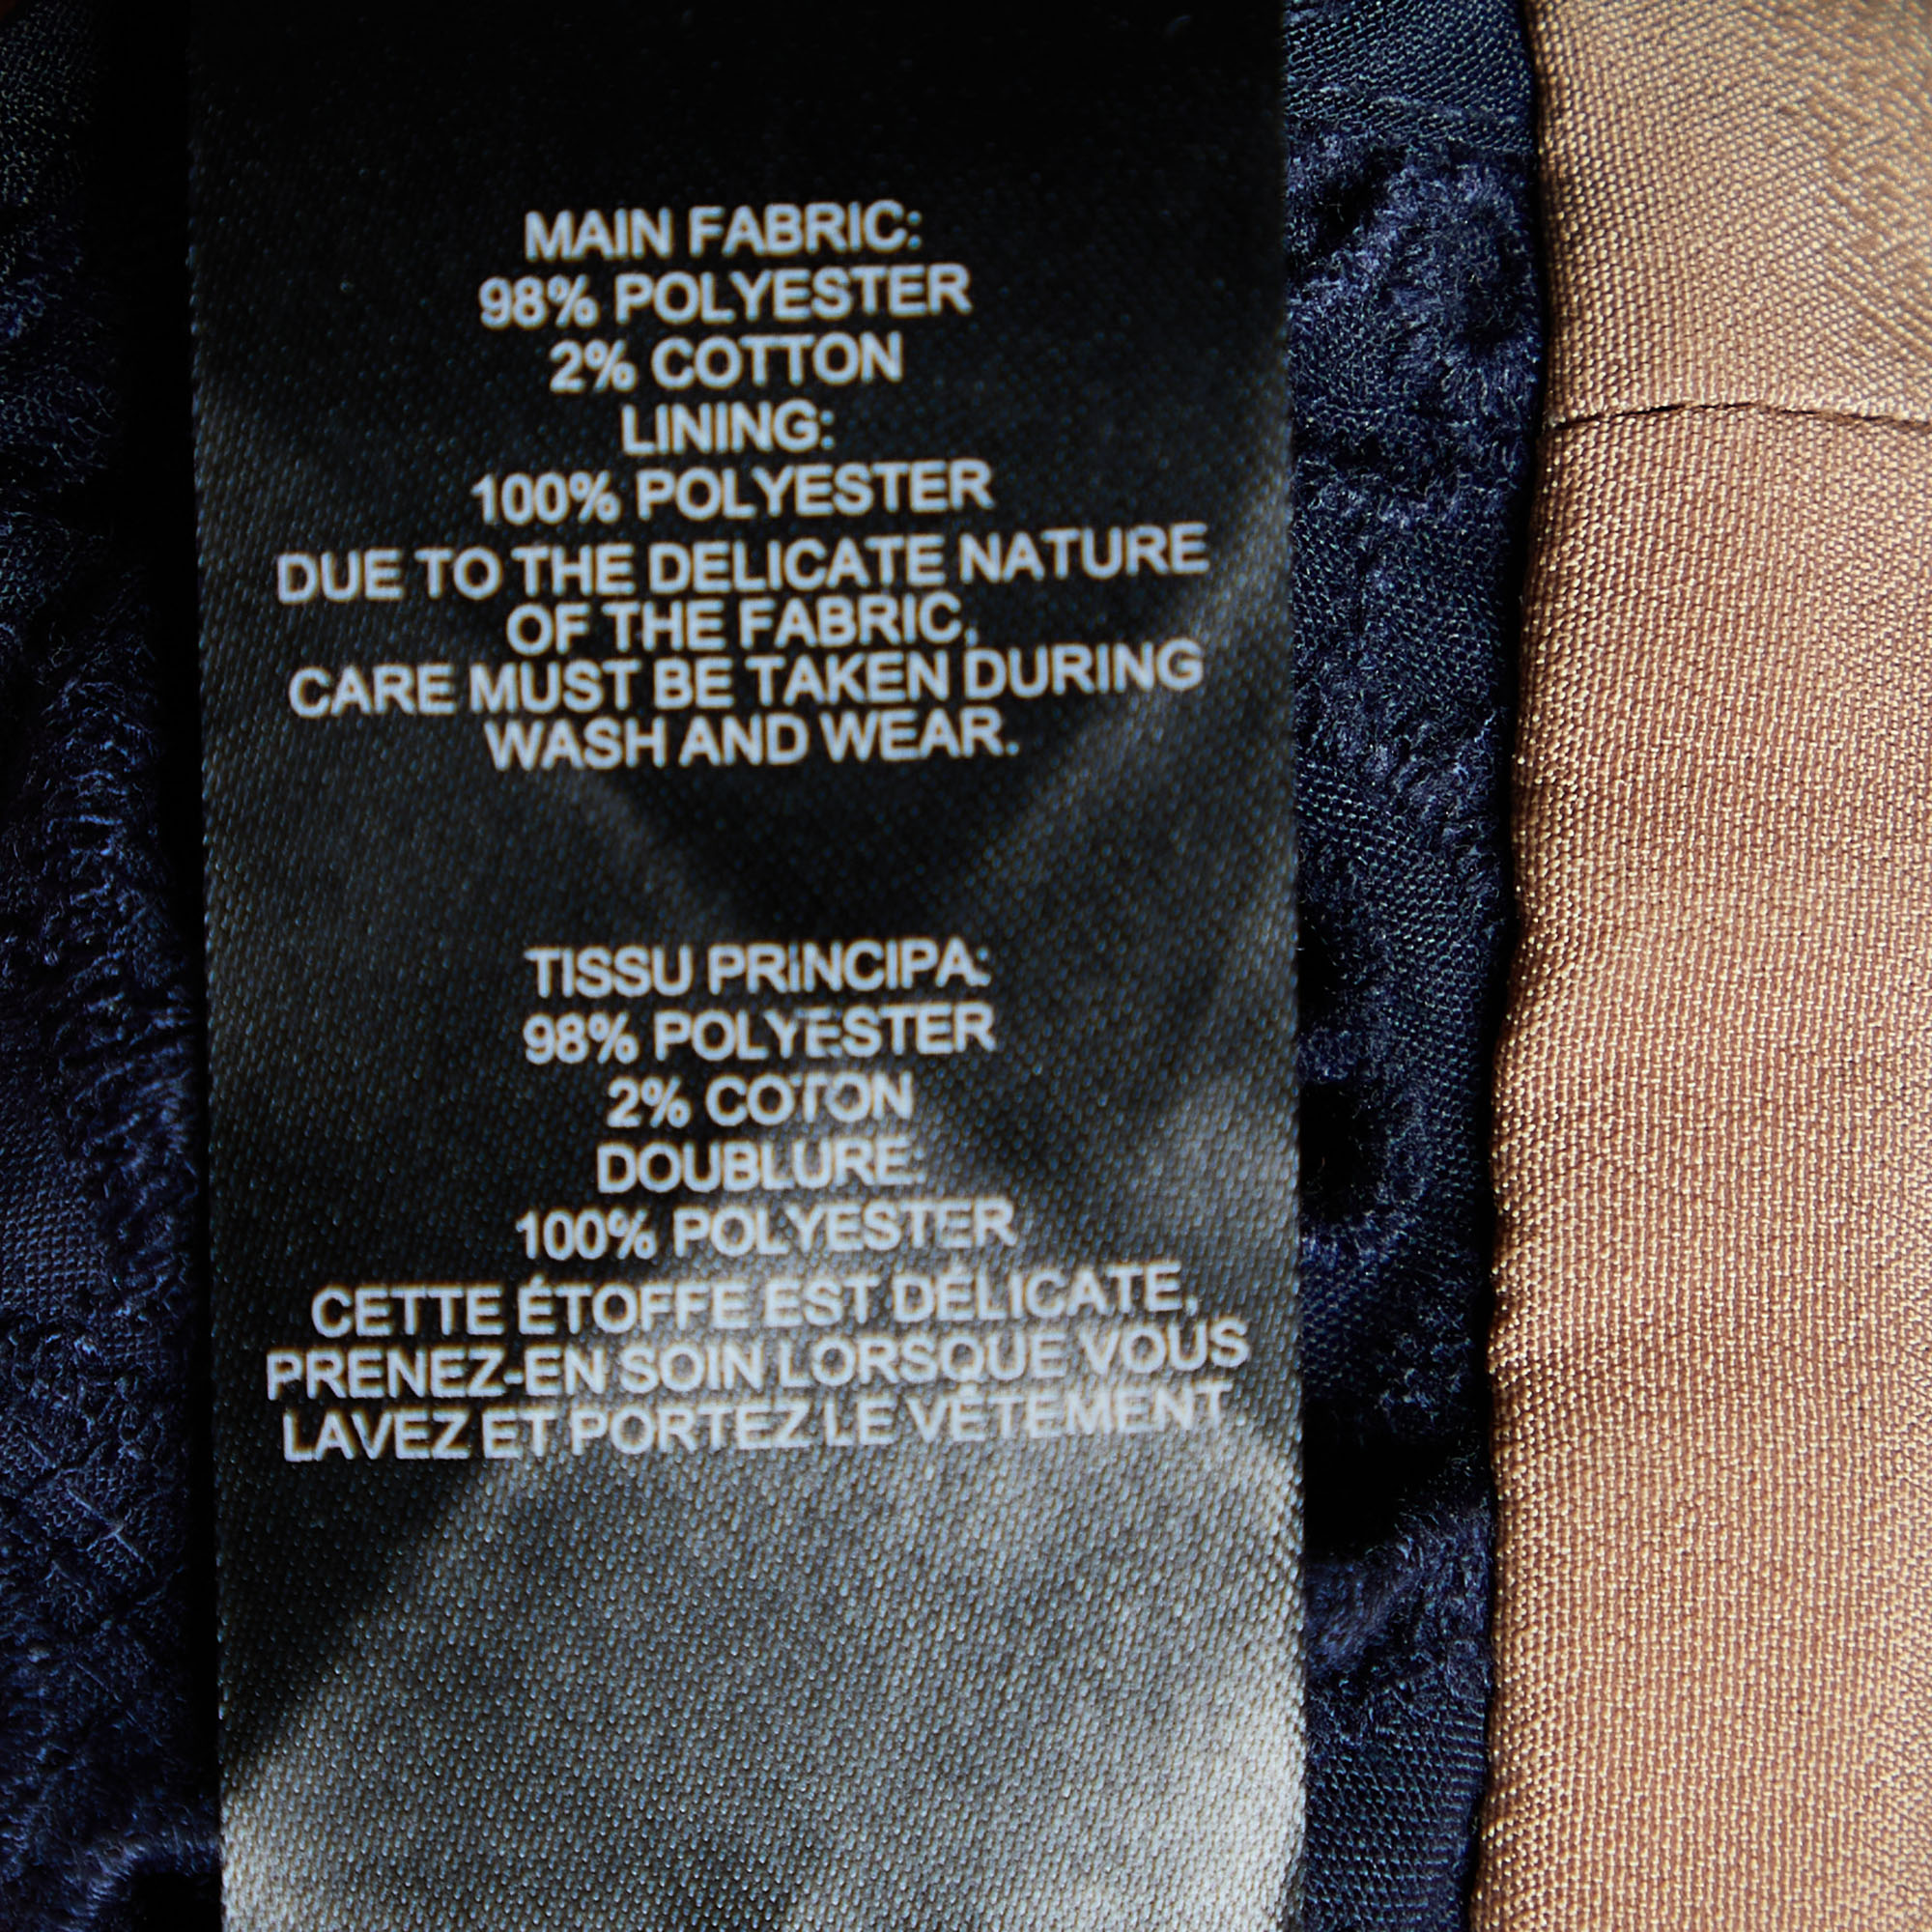 MAIN FABRIC:
98% POLYESTER
2% COTTON
LINING:
100% POLYESTER
DUE TO THE DELICATE NATURE
OF THE FABRIC,
CARE MUST BE TAKEN DURING
WASH AND WEAR.
TISSU PRINCIPA:
98% POLYESTER
2% COTON
DOUBLURE:
100% POLYESTER
CETTE ÉTOFFE EST DÉLICATE,
PRENEZ-EN SOIN LORSQUE VOUS
LAVEZ ET PORTEZ LE VÊTEMENT.